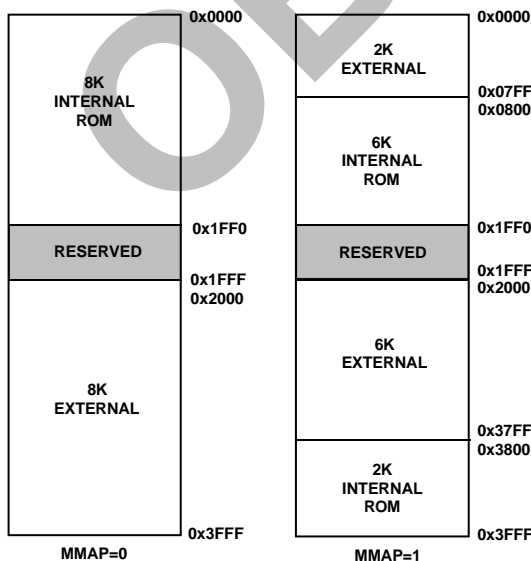 0x0000
8K
INTERNAL
ROM
0x1FF0
RESERVED
0x1FFF
0x2000
8K
EXTERNAL
0x3FFF
MMAP=0
0x0000
2K
EXTERNAL
0x07FF
0x0800
6K
INTERNAL
ROM
0x1FF0
RESERVED
0x1FFF
0x2000
6K
EXTERNAL
0x37FF
0x3800
2K
INTERNAL
ROM
0x3FFF
MMAP=1